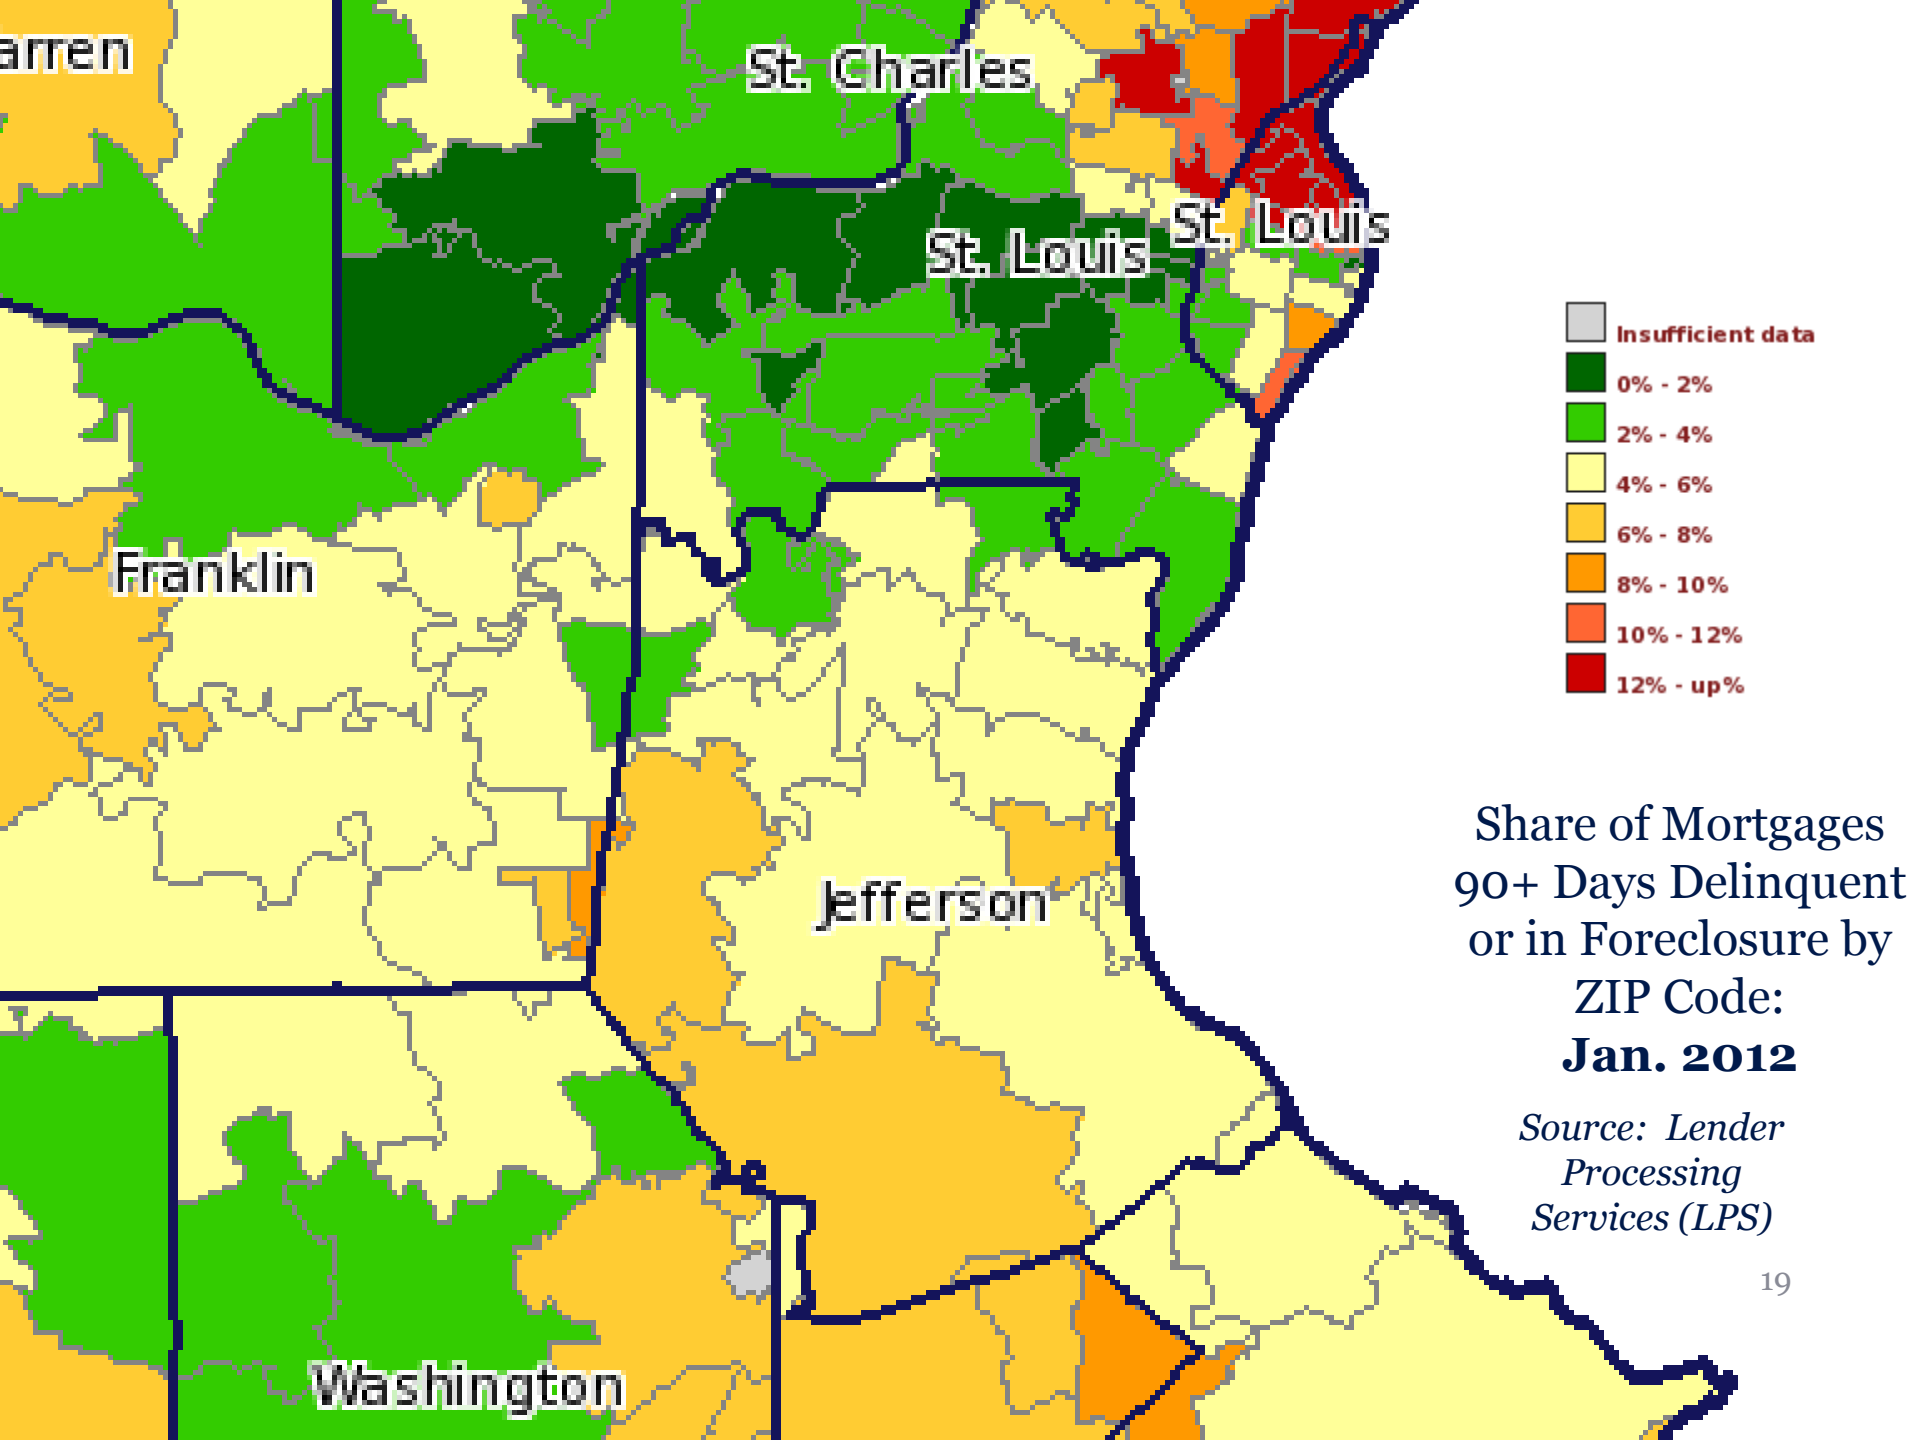 arren
St. Charles
St. Louis
St. Louis
Franklin
Jefferson
Washington
Insufficient data
0% - 2%
2% - 4%
4% - 6%
6% - 8%
8% - 10%
10% - 12%
12% - up%
Share of Mortgages
90+ Days Delinquent
or in Foreclosure by
ZIP Code:
Jan. 2012
Source: Lender
Processing
Services (LPS)
19